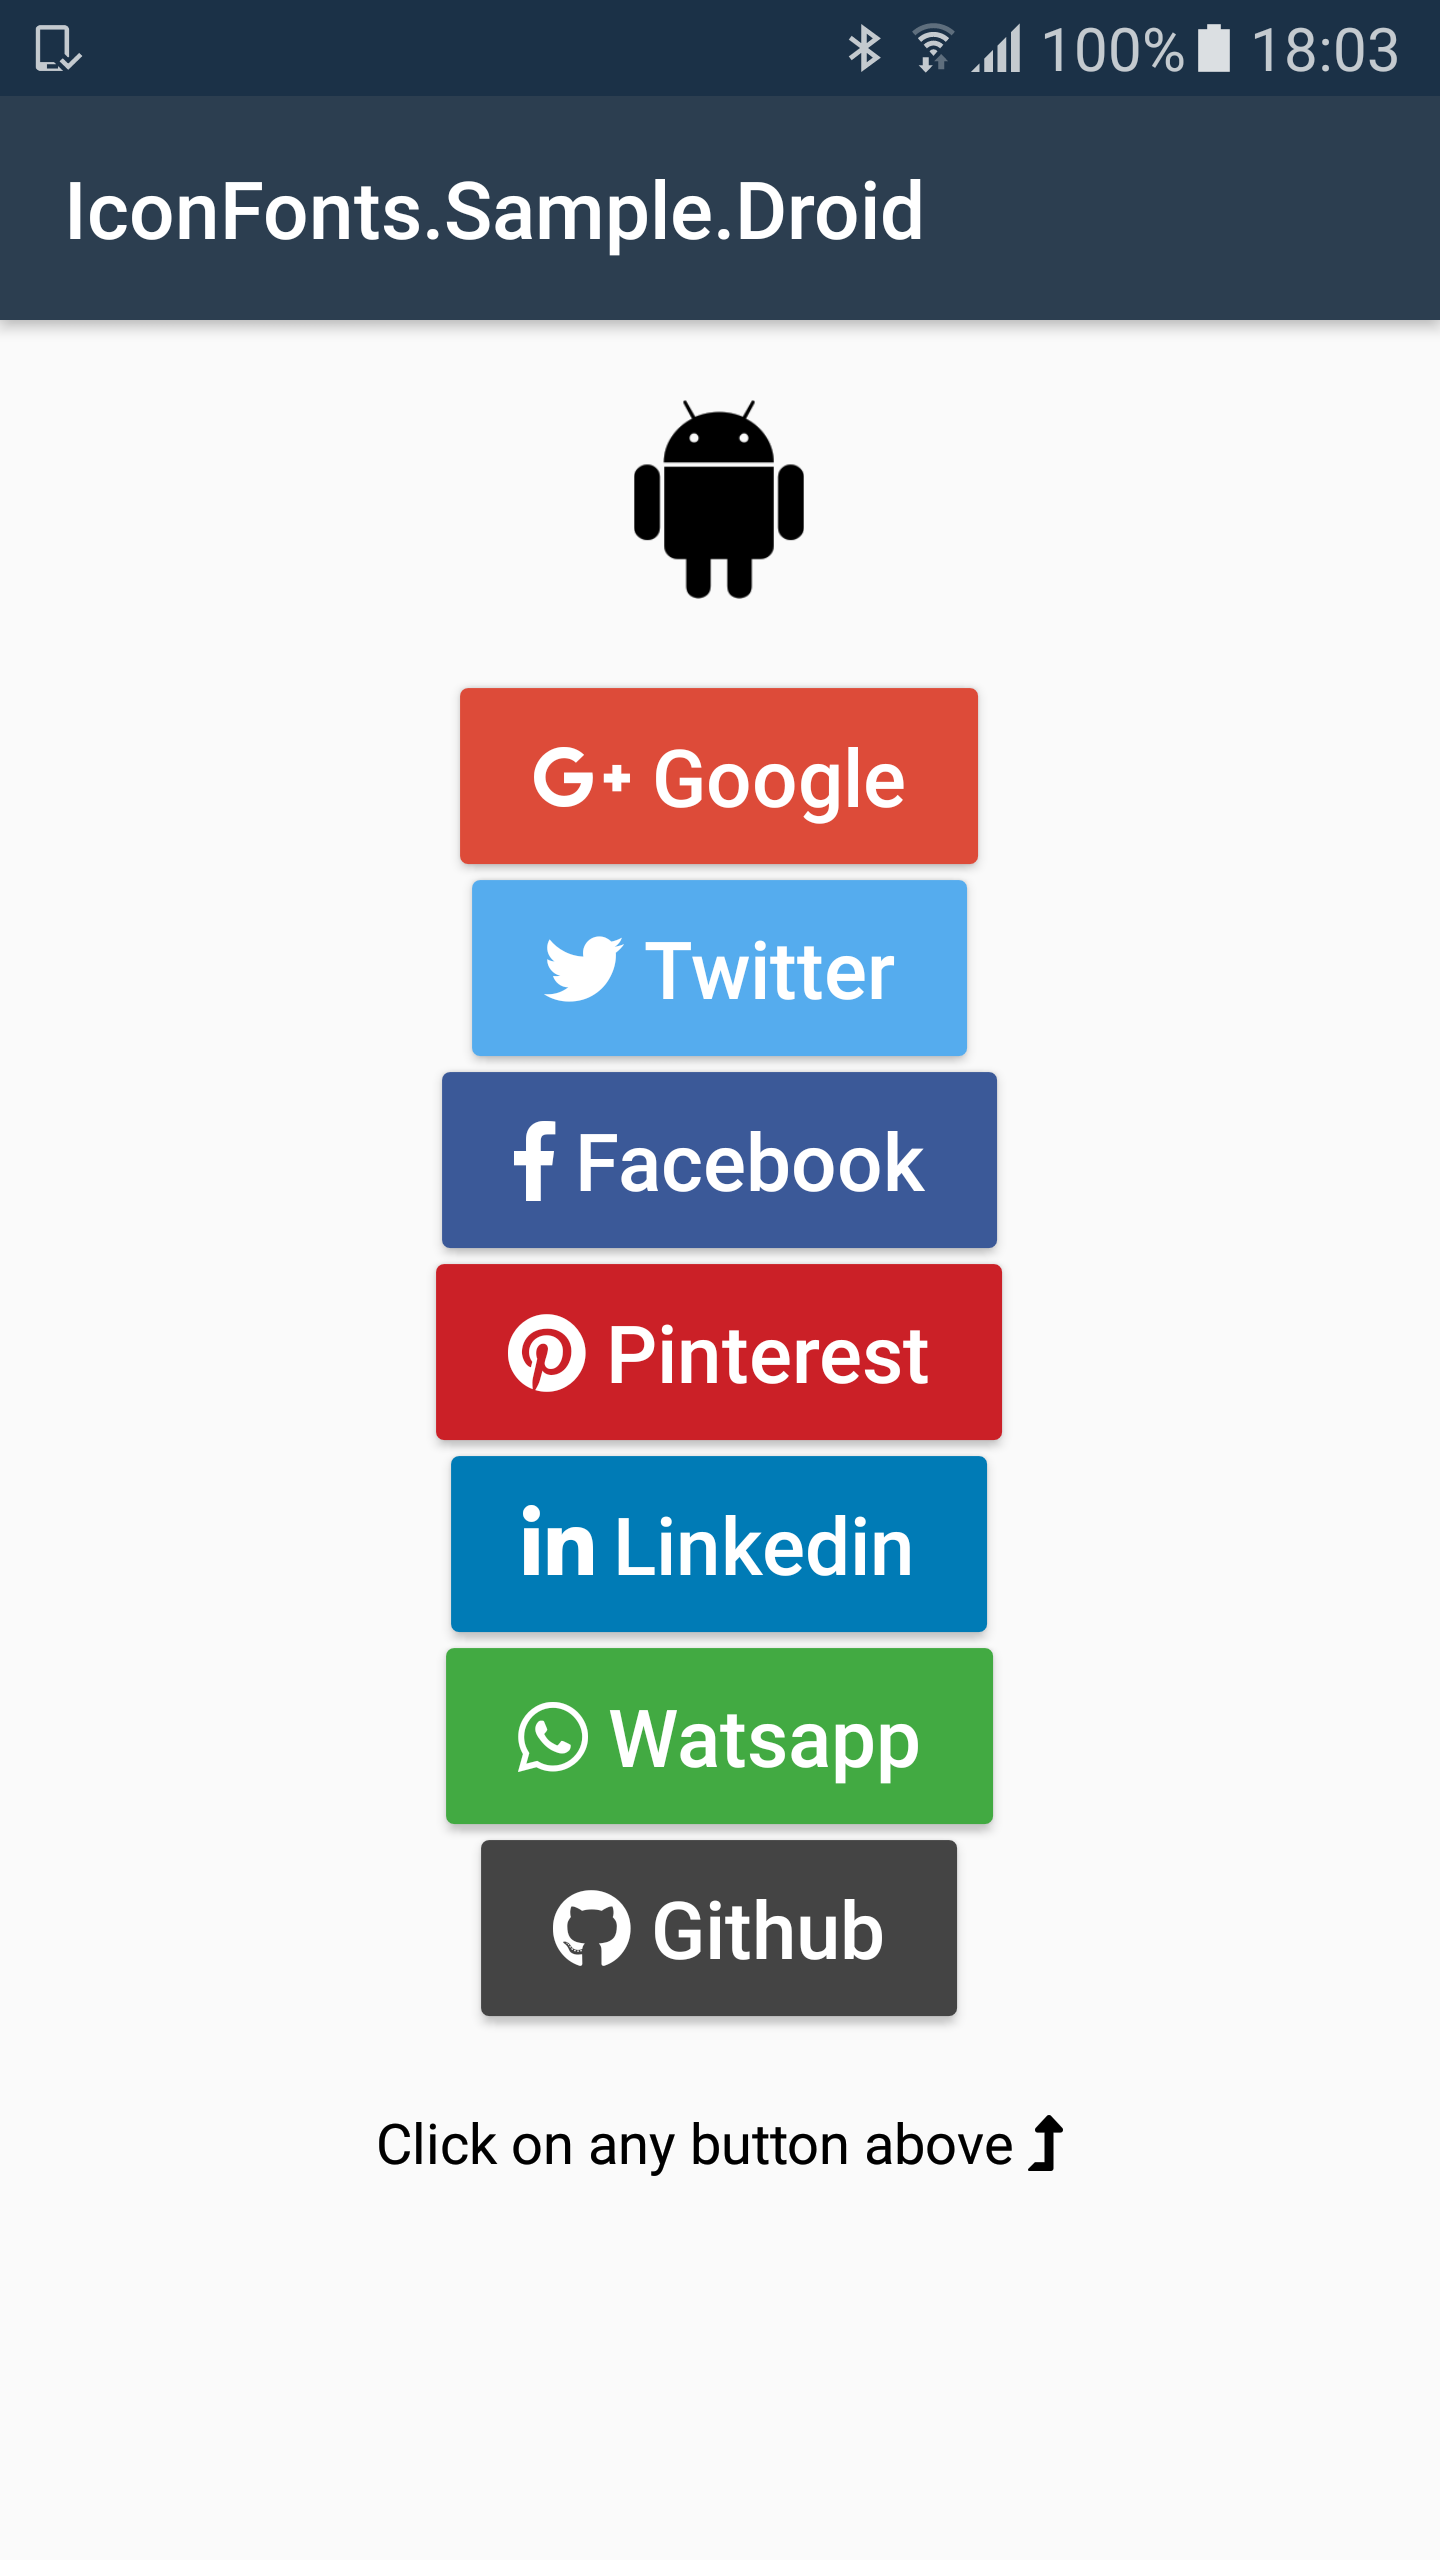 100% 18:03
IconFonts.Sample.Droid
G+ Google
Twitter
Facebook
Pinterest
in Linkedin
Watsapp
Github
Click on any button above